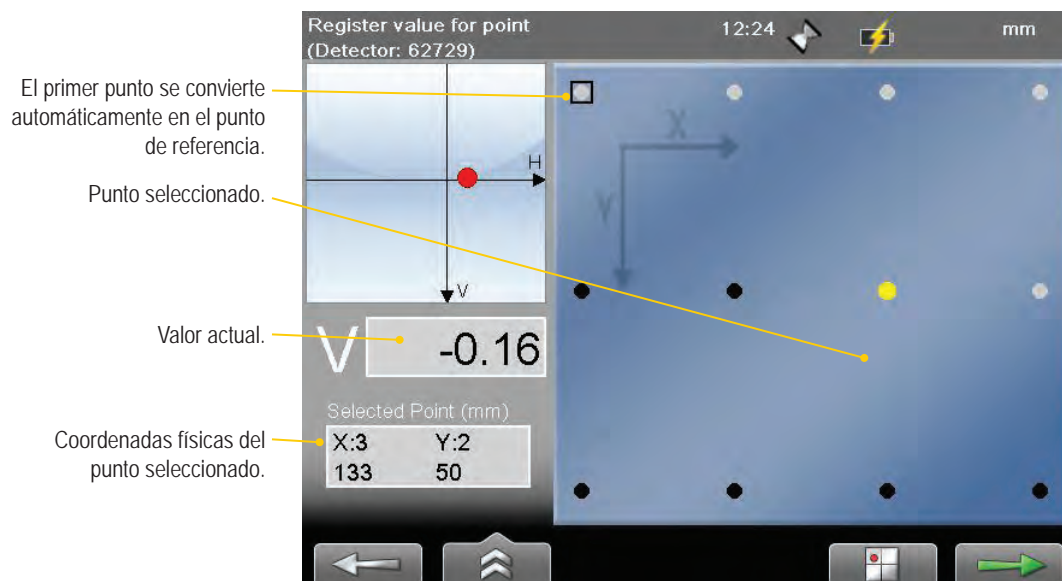 Register value for point
(Detector: 62729)
12:24
mm
El primer punto se convierte
automáticamente en el punto
de referencia.
Punto seleccionado.
Valor actual.
Coordenadas físicas del
punto seleccionado.
H
V
V
-0.16
Selected Point (mm)
X:3 Y:2
133 50
X
Y